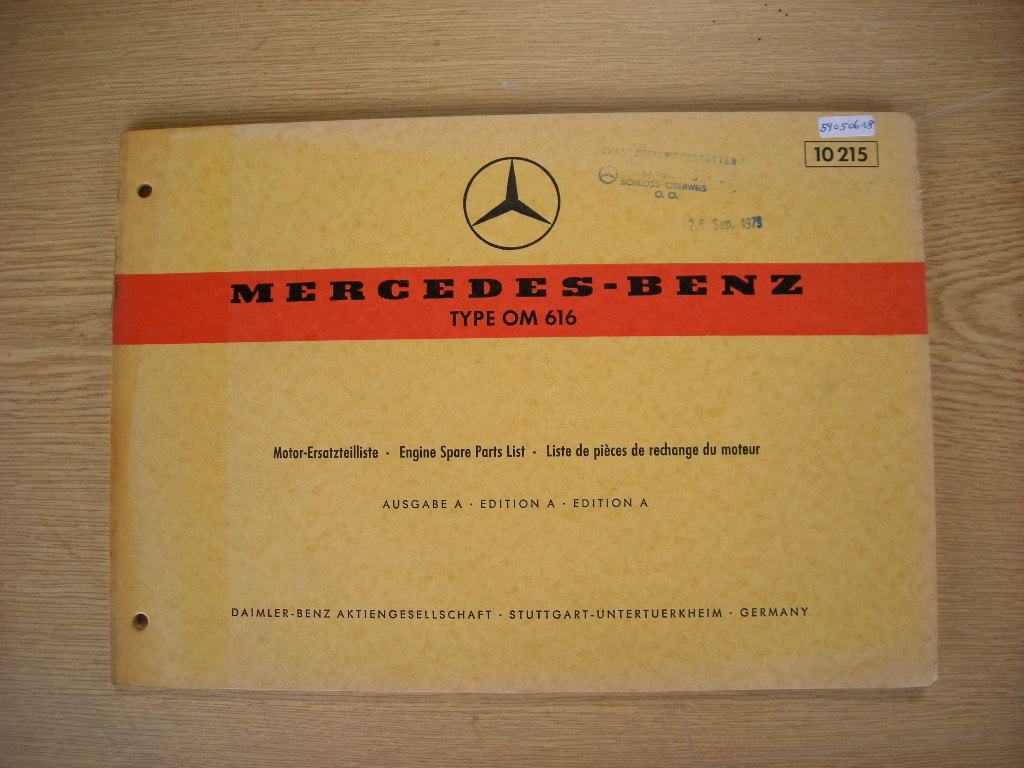 59050618
10 215
SCHLOSS OBERWEIS
O. O.
26. Sep. 1973
MERCEDES-BENZ
TYPE OM 616
Motor-Ersatzteilliste · Engine Spare Parts List · Liste de pièces de rechange du moteur
AUSGABE A · EDITION A · EDITION A
DAIMLER-BENZ AKTIENGESELLSCHAFT · STUTTGART-UNTERTUERKHEIM · GERMANY